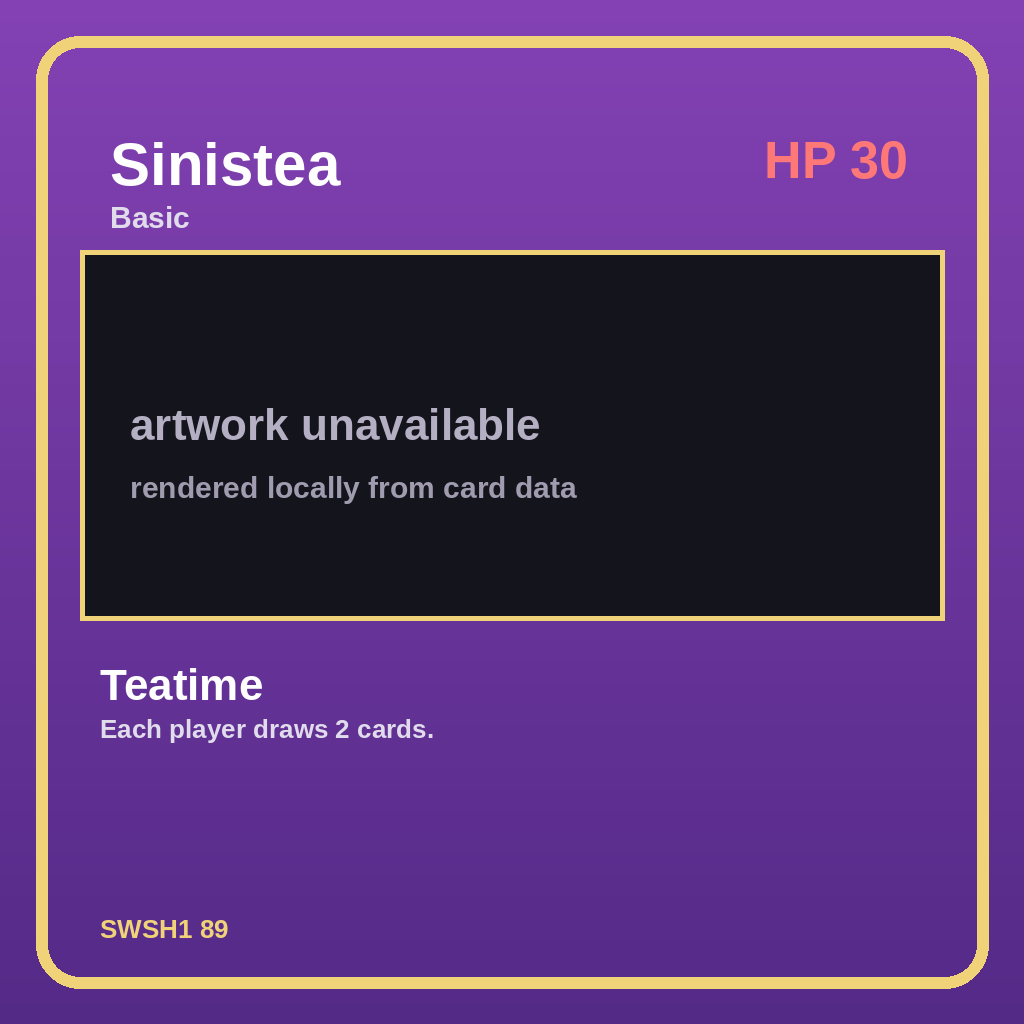 Sinistea
HP 30
Basic
artwork unavailable
rendered locally from card data
Teatime
Each player draws 2 cards.
SWSH1 89